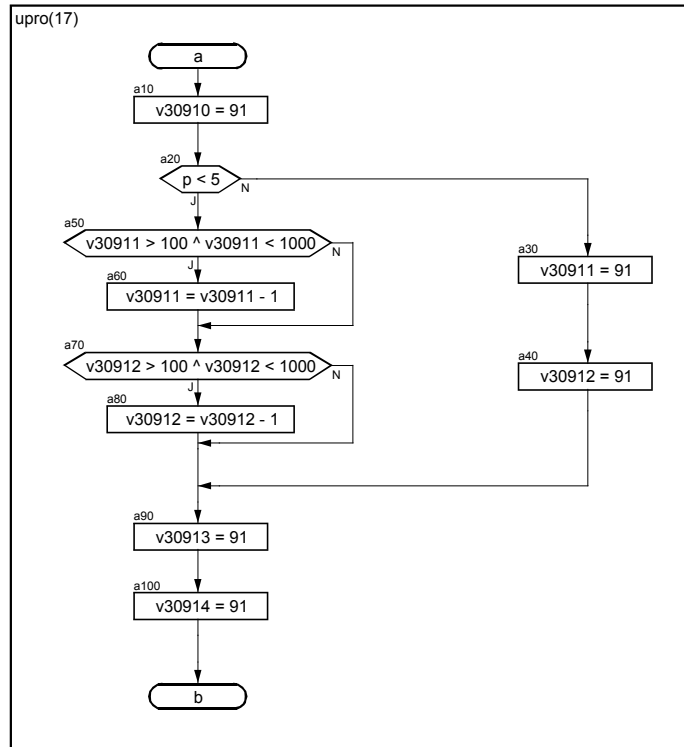 upro(17)
a
a10
v30910 = 91
a20
p < 5
N
J
a50
v30911 > 100 ^ v30911 < 1000
N
J
a60
v30911 = v30911 - 1
a70
v30912 > 100 ^ v30912 < 1000
N
J
a80
v30912 = v30912 - 1
a30
v30911 = 91
a40
v30912 = 91
a90
v30913 = 91
a100
v30914 = 91
b